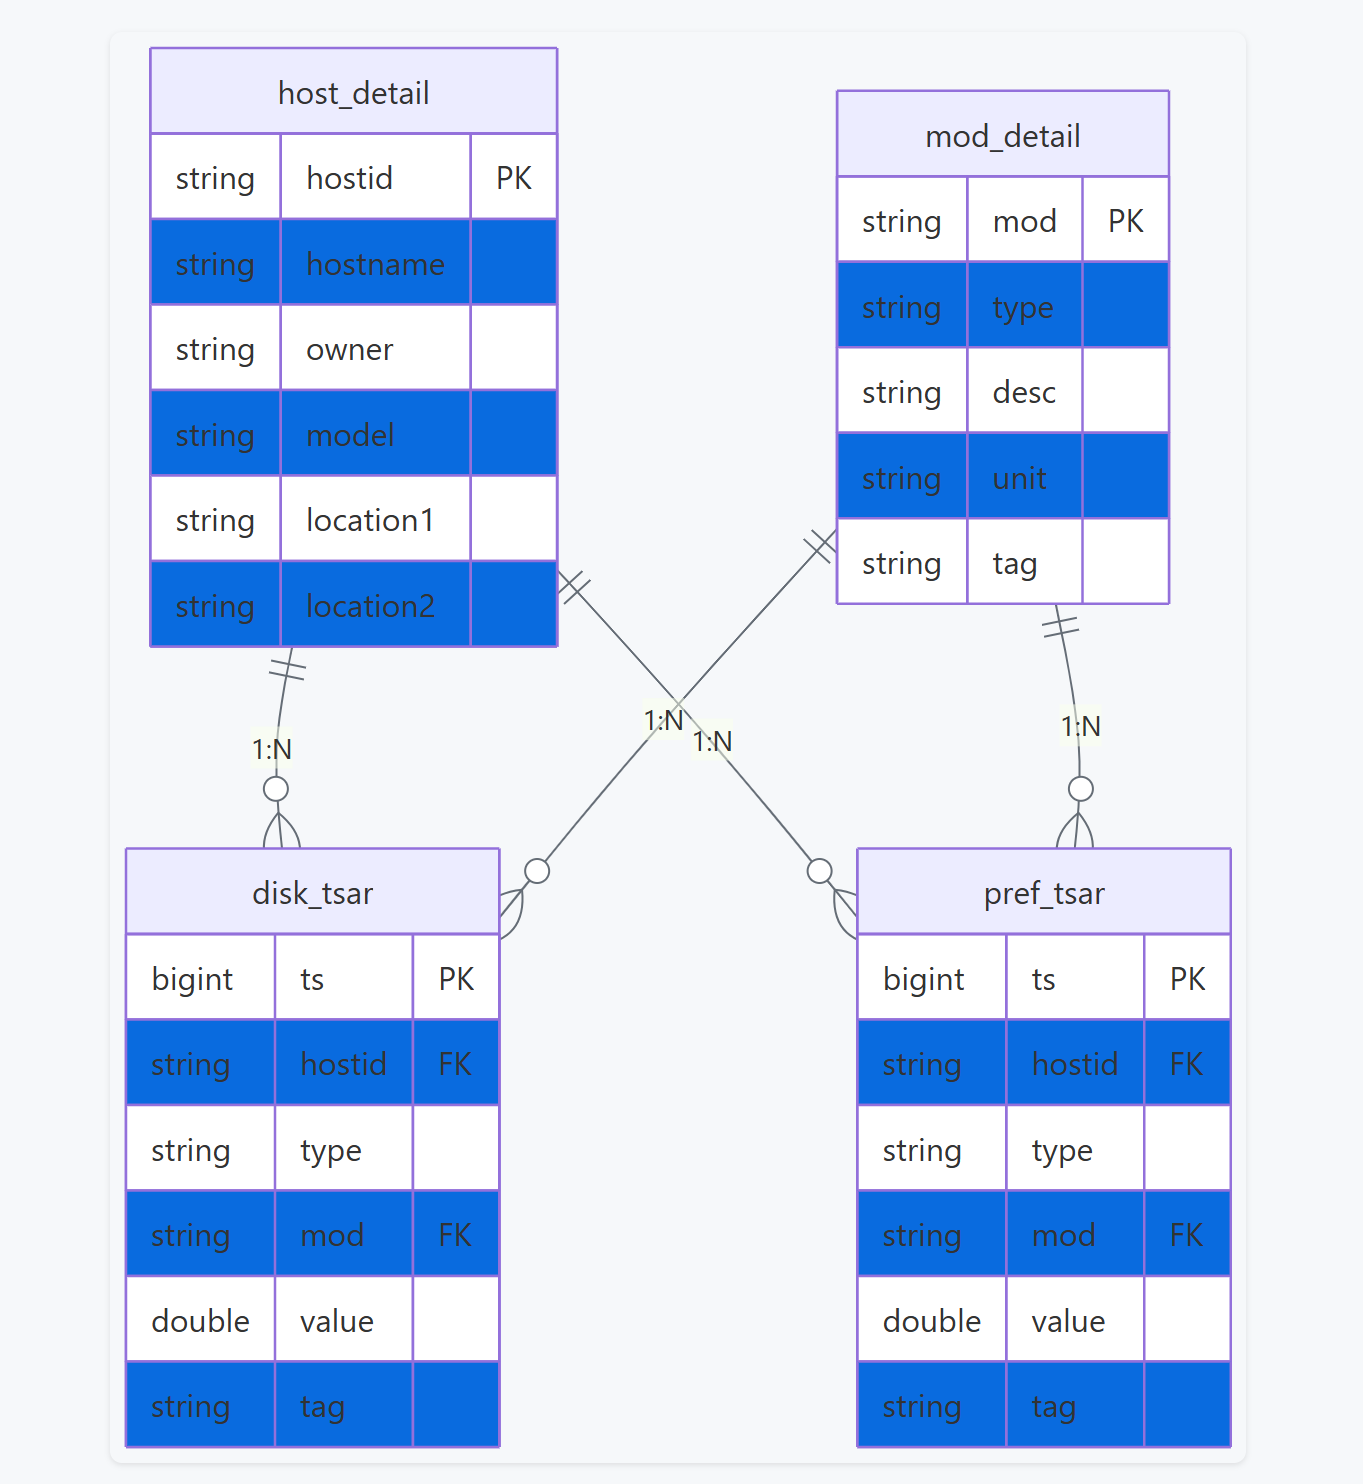 host_detail
string hostid PK
string hostname
string owner
string model
string location1
string location2
mod_detail
string mod PK
string type
string desc
string unit
string tag
1:N
1:N
1:N
1:N
disk_tsar
bigint ts PK
string hostid FK
string type
string mod FK
double value
string tag
pref_tsar
bigint ts PK
string hostid FK
string type
string mod FK
double value
string tag